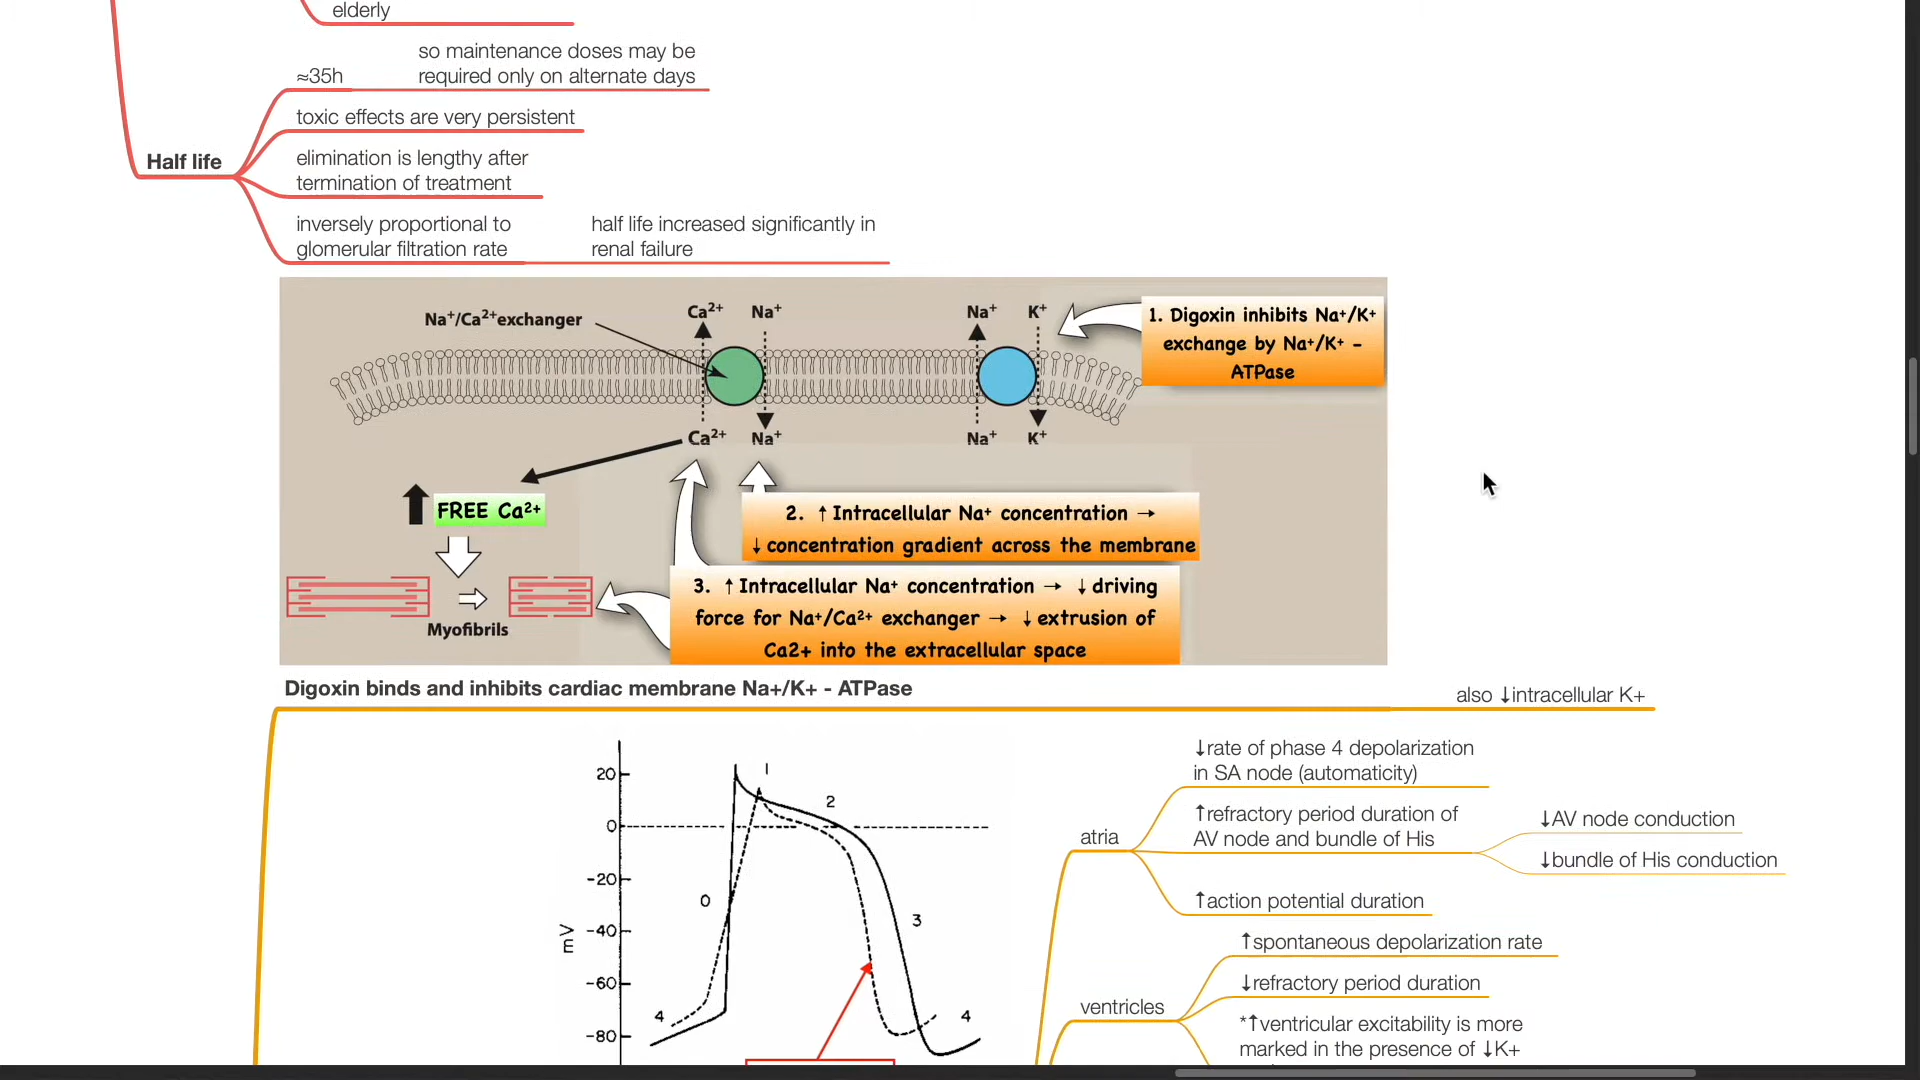 elderly
so maintenance doses may be
≈35h
required only on alternate days
toxic effects are very persistent
Half life
elimination is lengthy after
termination of treatment
inversely proportional to
glomerular filtration rate
half life increased significantly in
renal failure
Na⁺/Ca²⁺exchanger
Ca²⁺ Na⁺
Na⁺ K⁺
1. Digoxin inhibits Na⁺/K⁺
exchange by Na⁺/K⁺ -
ATPase
Ca²⁺ Na⁺
Na⁺ K⁺
FREE Ca²⁺
2. ↑Intracellular Na⁺ concentration →
↓concentration gradient across the membrane
3. ↑Intracellular Na⁺ concentration → ↓driving
force for Na⁺/Ca²⁺ exchanger → ↓extrusion of
Ca2+ into the extracellular space
Myofibrils
Digoxin binds and inhibits cardiac membrane Na+/K+ - ATPase
also ↓intracellular K+
20
0
-20
-40
-60
-80
mV
1
2
0
3
4
4
atria
↓rate of phase 4 depolarization
in SA node (automaticity)
↑refractory period duration of
AV node and bundle of His
↓AV node conduction
↓bundle of His conduction
↑action potential duration
ventricles
↑spontaneous depolarization rate
↓refractory period duration
*↑ventricular excitability is more
marked in the presence of ↓K+